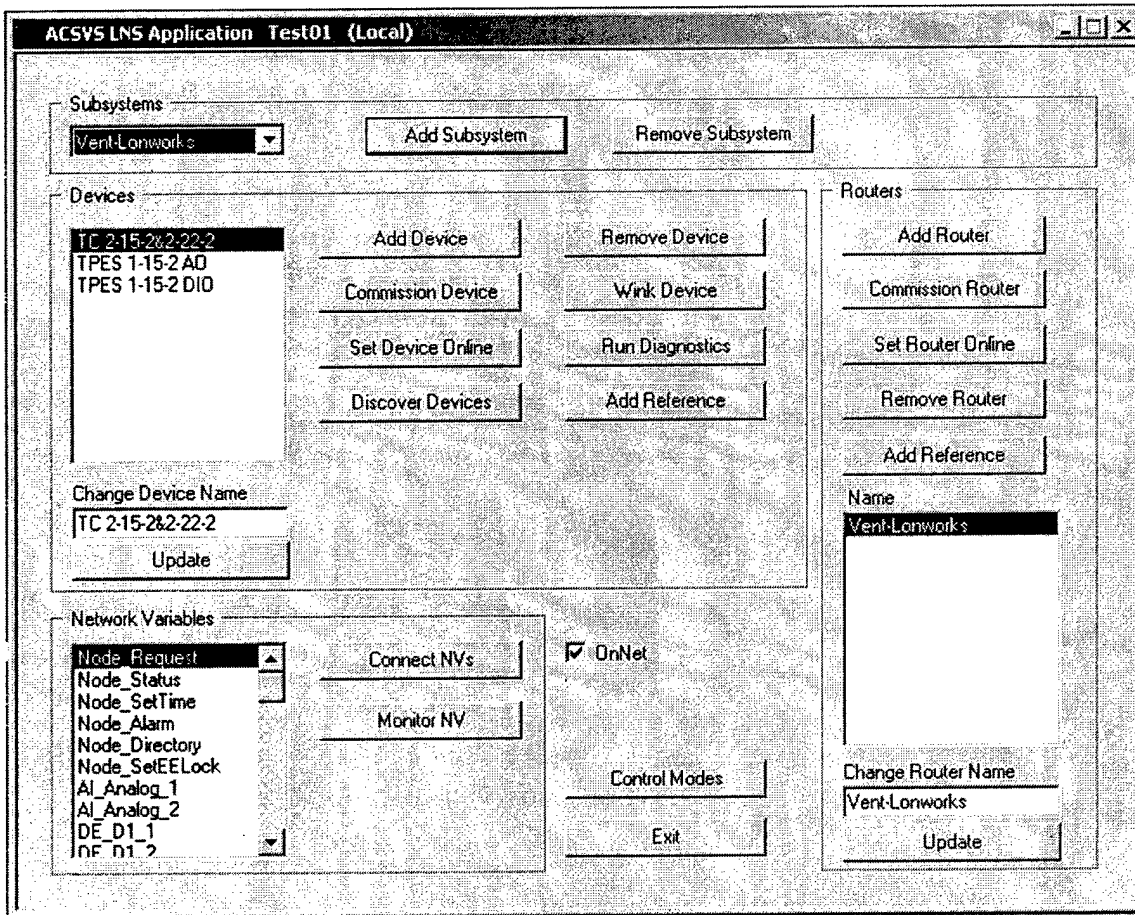 ACSYS LNS Application Test01 (Local)
Subsystems
Vent-Lonworks
Add Subsystem
Remove Subsystem
Devices
TC 2-15-2&2-22-2
TPES 1-15-2 AO
TPES 1-15-2 DIO
Add Device
Remove Device
Commission Device
Wink Device
Set Device Online
Run Diagnostics
Discover Devices
Add Reference
Change Device Name
TC 2-15-2&2-22-2
Update
Routers
Add Router
Commission Router
Set Router Online
Remove Router
Add Reference
Name
Vent-Lonworks
Change Router Name
Vent-Lonworks
Update
Network Variables
Node_Request
Node_Status
Node_SetTime
Node_Alarm
Node_Directory
Node_SetEELock
AI_Analog_1
AI_Analog_2
DE_D1_1
DE_D1_2
Connect NVs
Monitor NV
OnNet
Control Modes
Exit